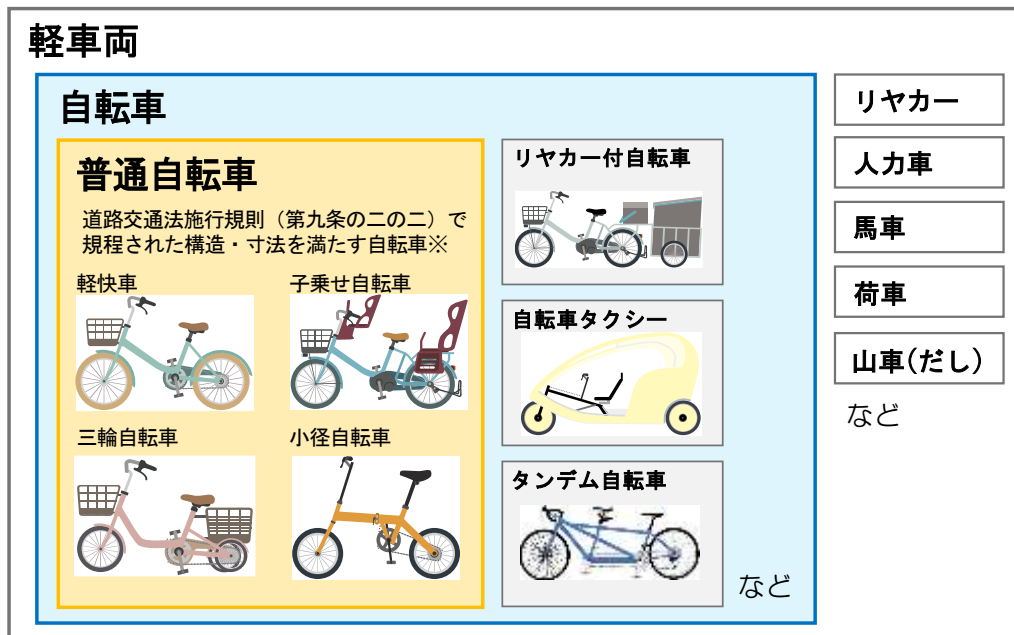 軽車両
自転車
普通自転車
道路交通法施行規則（第九条の二の二）で
規程された構造・寸法を満たす自転車※
軽快車
子乗せ自転車
三輪自転車
小径自転車
リヤカー付自転車
自転車タクシー
タンデム自転車
など
リヤカー
人力車
馬車
荷車
山車(だし)
など